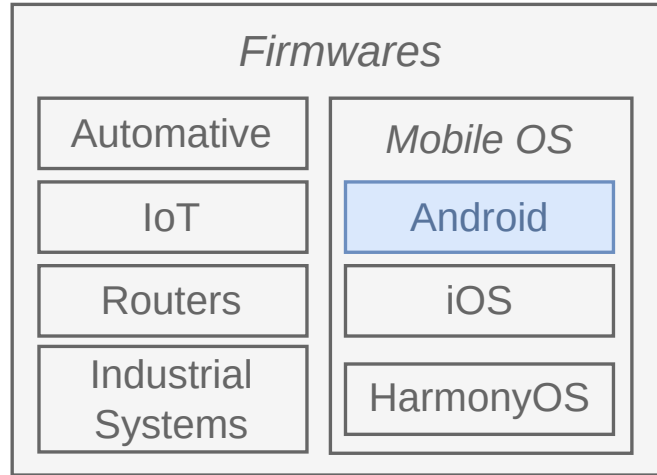 Firmwares
Automative
IoT
Routers
Industrial
Systems
Mobile OS
Android
iOS
HarmonyOS